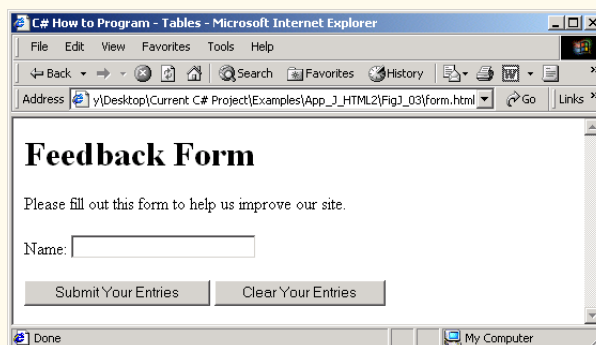 C# How to Program - Tables - Microsoft Internet Explorer
File Edit View Favorites Tools Help
Back Search Favorites History
Address y\Desktop\Current C# Project\Examples\App_J_HTML2\FigJ_03\form.html Go Links
Feedback Form
Please fill out this form to help us improve our site.
Name:
Submit Your Entries Clear Your Entries
Done My Computer